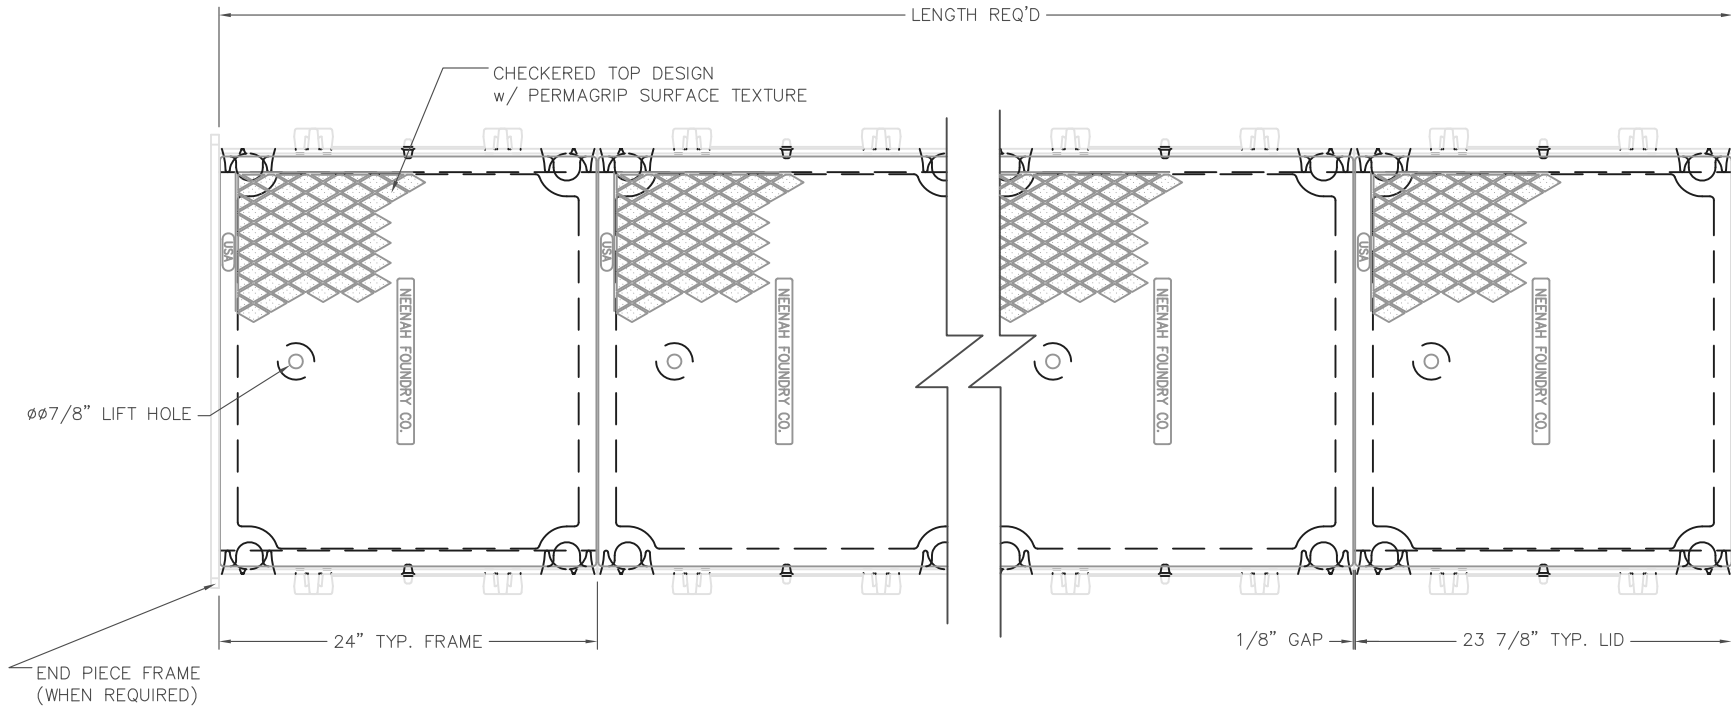 LENGTH REQ'D
CHECKERED TOP DESIGN
w/ PERMAGRIP SURFACE TEXTURE
USA
USA
USA
NEENAH FOUNDRY CO.
NEENAH FOUNDRY CO.
NEENAH FOUNDRY CO.
NEENAH FOUNDRY CO.
øø7/8” LIFT HOLE
24” TYP. FRAME
1/8” GAP
23 7/8” TYP. LID
END PIECE FRAME
(WHEN REQUIRED)